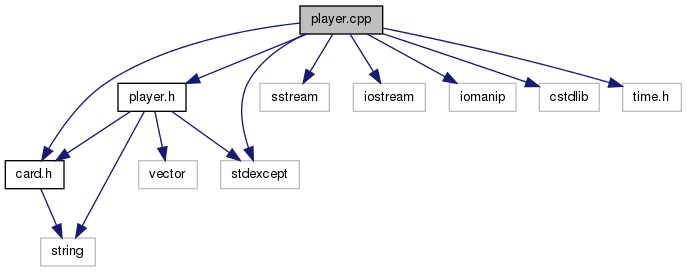 player.cpp
player.h
sstream
iostream
iomanip
cstdlib
time.h
card.h
vector
stdexcept
string